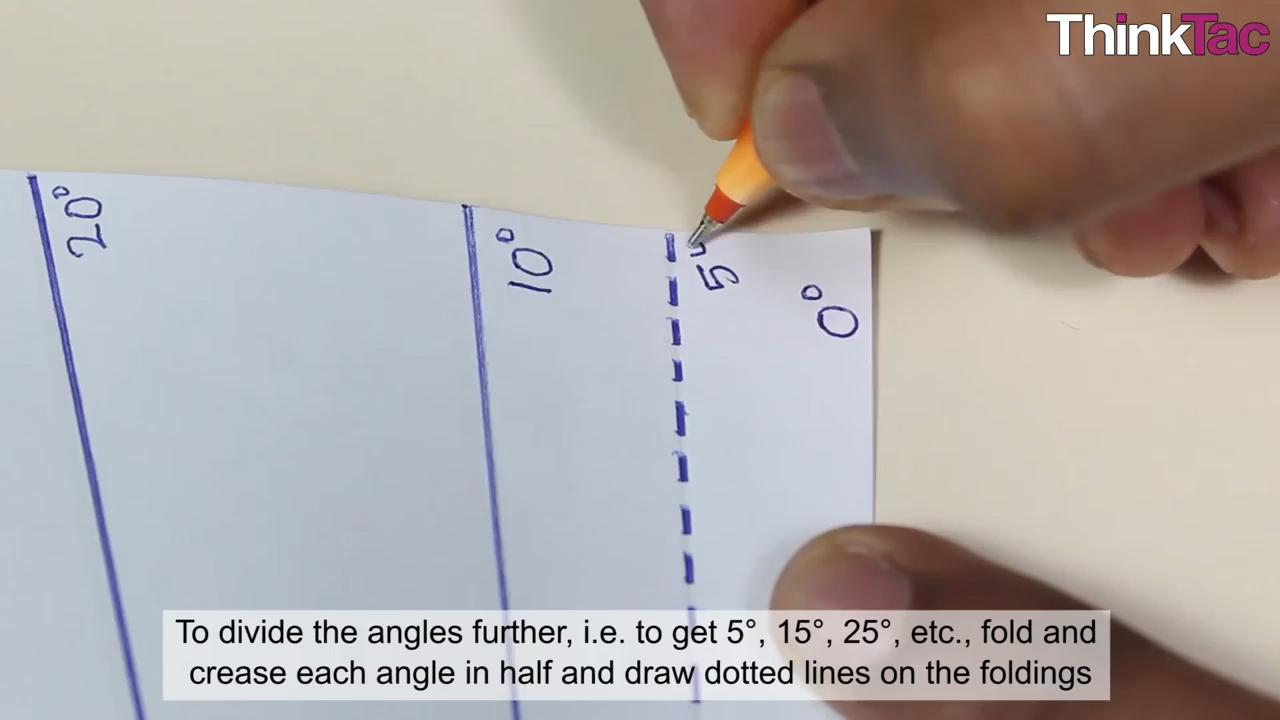 ThinkTac
20°
10°
5
0°
To divide the angles further, i.e. to get 5°, 15°, 25°, etc., fold and
crease each angle in half and draw dotted lines on the foldings